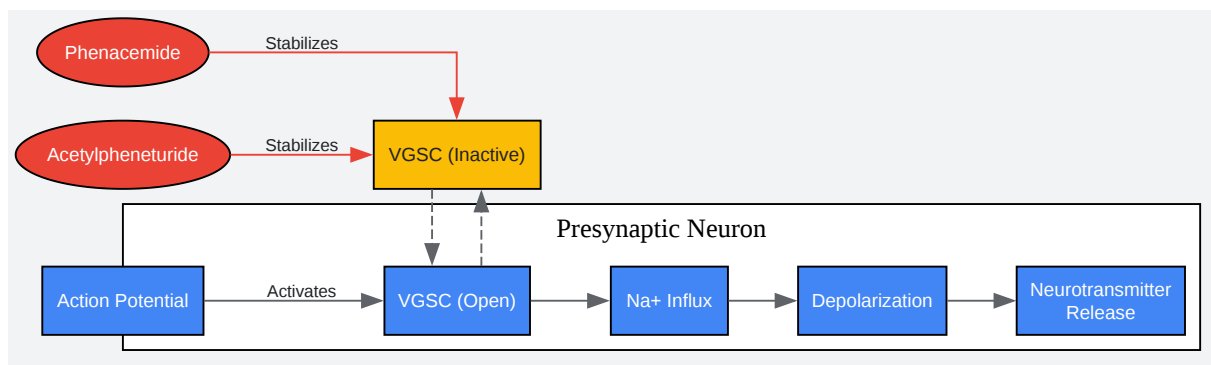 Phenacemide
Stabilizes
Acetylpheneturide
Stabilizes
VGSC (Inactive)
Presynaptic Neuron
Action Potential
Activates
VGSC (Open)
Na+ Influx
Depolarization
Neurotransmitter
Release